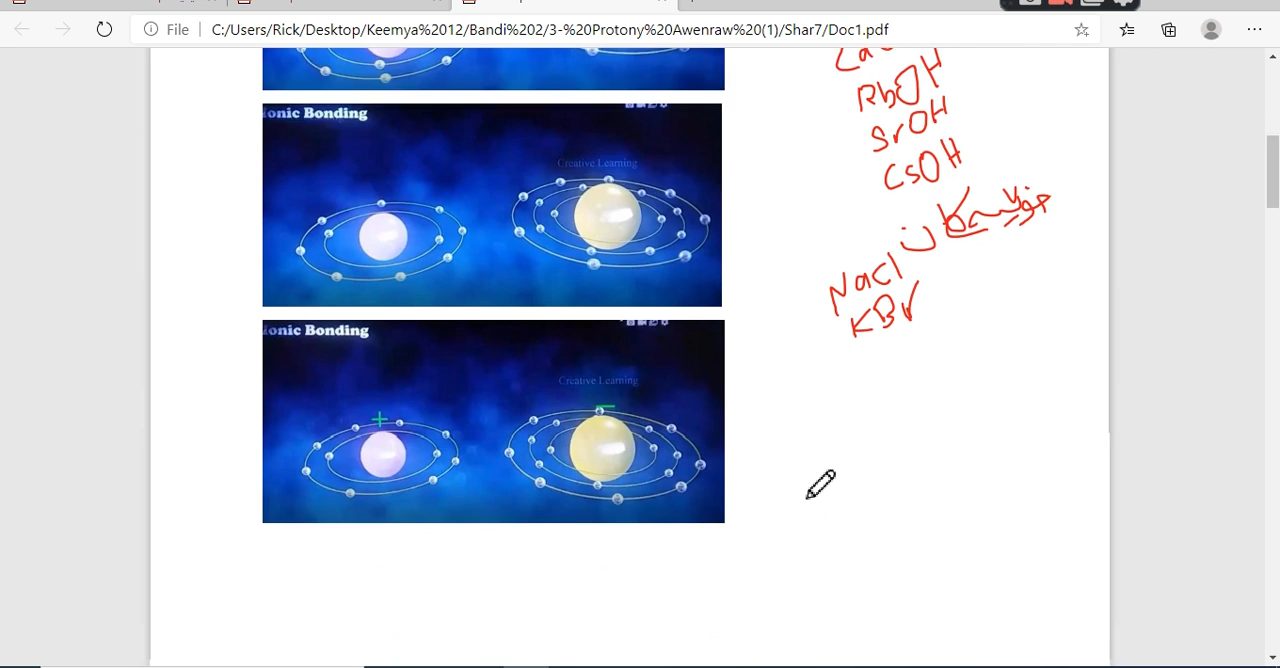 File C:/Users/Rick/Desktop/Keemya%2012/Bandi%202/3-%20Protony%20Awenraw%20(1)/Shar7/Doc1.pdf
RbOH
SrOH
CsOH
NaCl
KBr
ionic Bonding
Creative Learning
ionic Bonding
Creative Learning
+
−